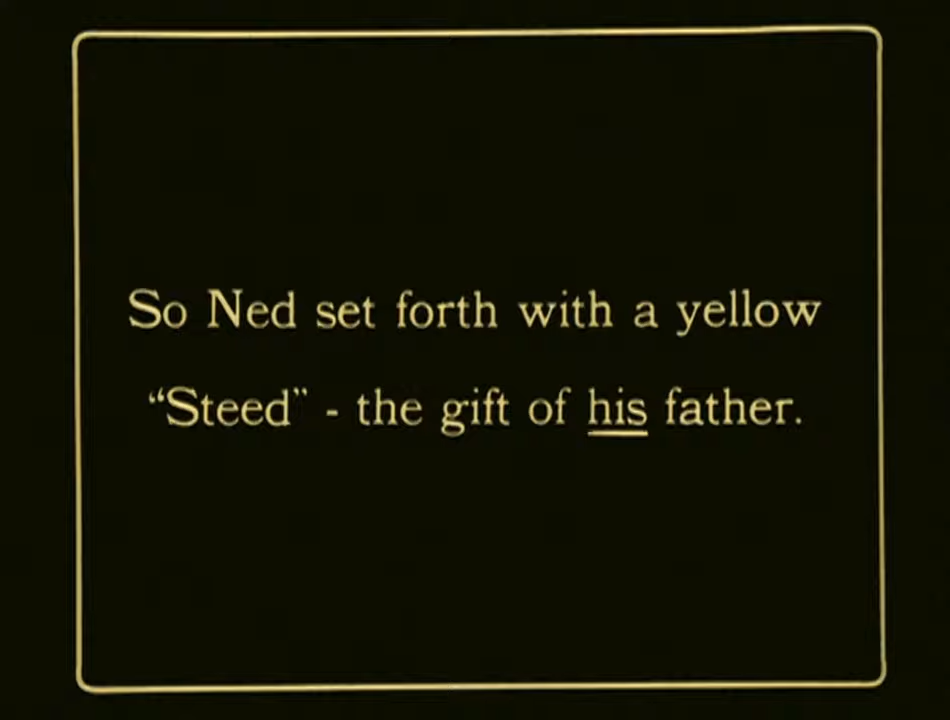 So Ned set forth with a yellow
“Steed” - the gift of his father.